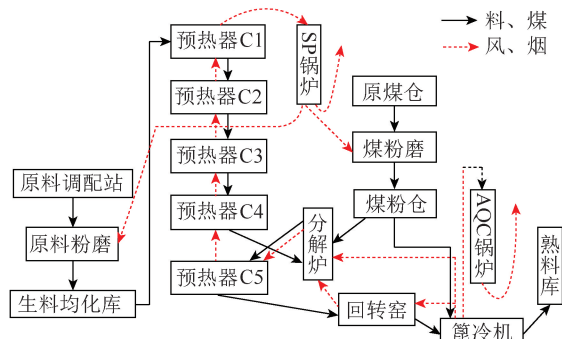 料、煤
风、烟
预热器C1
SP锅炉
预热器C2
原煤仓
预热器C3
煤粉磨
原料调配站
预热器C4
煤粉仓
AQC锅炉
原料粉磨
分解炉
熟料库
预热器C5
生料均化库
回转窑
篦冷机